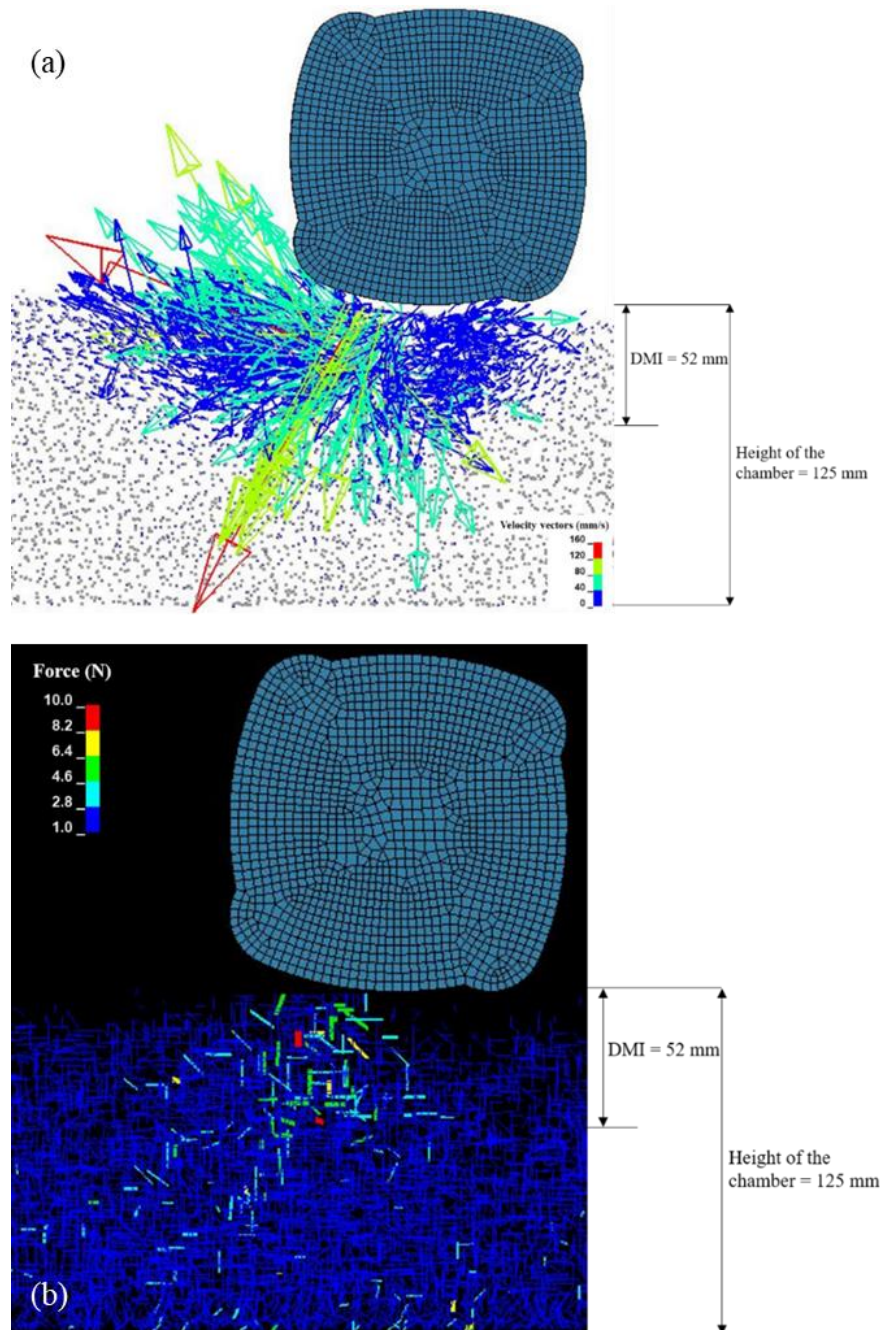 (a)
DMI = 52 mm
Height of the
chamber = 125 mm
Velocity vectors (mm/s)
160
120
80
40
0
Force (N)
10.0
8.2
6.4
4.6
2.8
1.0
DMI = 52 mm
Height of the
chamber = 125 mm
(b)